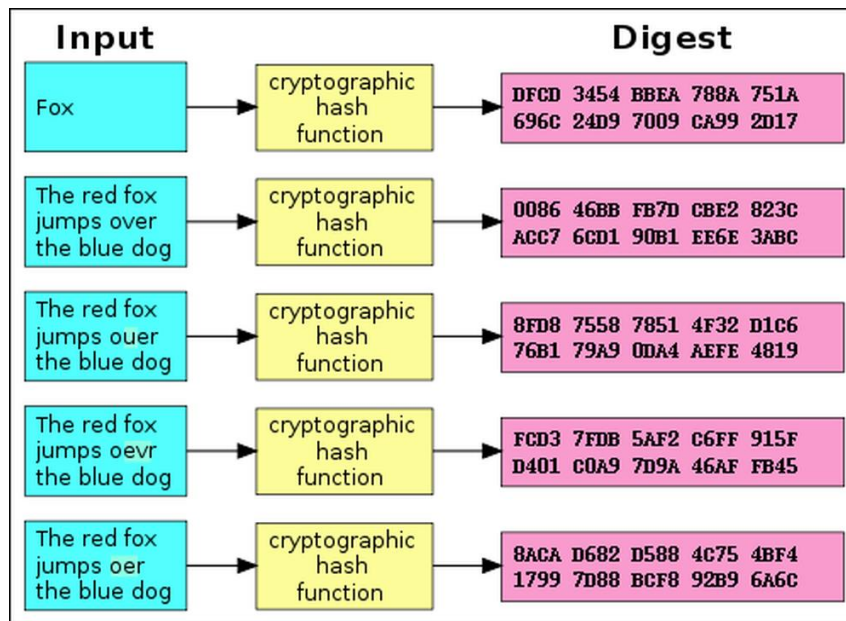 Input
Digest
Fox
cryptographic
hash
function
DFCD 3454 BBEA 788A 751A
696C 24D9 7009 CA99 2D17
The red fox
jumps over
the blue dog
cryptographic
hash
function
0086 46BB FB7D CBE2 823C
ACC7 6CD1 90B1 EE6E 3ABC
The red fox
jumps ouer
the blue dog
cryptographic
hash
function
8FD8 7558 7851 4F32 D1C6
76B1 79A9 0DA4 AEFE 4819
The red fox
jumps oevr
the blue dog
cryptographic
hash
function
FCD3 7FDB 5AF2 C6FF 915F
D401 C0A9 7D9A 46AF FB45
The red fox
jumps oer
the blue dog
cryptographic
hash
function
8ACA D682 D588 4C75 4BF4
1799 7D88 BCF8 92B9 6A6C